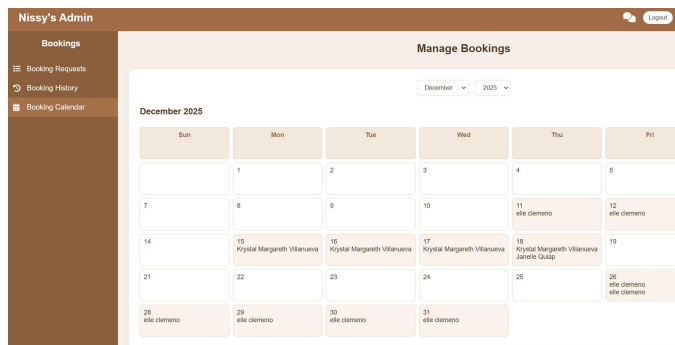 Nissy's Admin
Logout
Bookings
Booking Requests
Booking History
Booking Calendar
Manage Bookings
December
2025
December 2025
Sun Mon Tue Wed Thu Fri
1 2 3 4 5
7 8 9 10 11 12
elle clemeno elle clemeno
14 15 16 17 18 19
Krystal Margareth Villanueva Krystal Margareth Villanueva Krystal Margareth Villanueva Krystal Margareth Villanueva
Janelle Quiap
21 22 23 24 25 26
elle clemeno
elle clemeno
28 29 30 31
elle clemeno elle clemeno elle clemeno elle clemeno